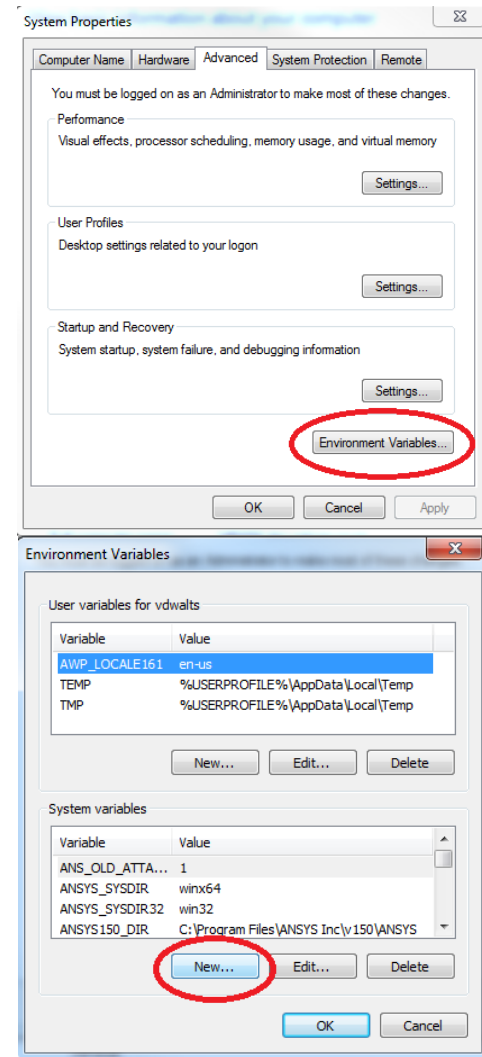 System Properties
Computer Name Hardware Advanced System Protection Remote
You must be logged on as an Administrator to make most of these changes.
Performance
Visual effects, processor scheduling, memory usage, and virtual memory
Settings...
User Profiles
Desktop settings related to your logon
Settings...
Startup and Recovery
System startup, system failure, and debugging information
Settings...
Environment Variables...
OK Cancel Apply
Environment Variables
User variables for vdwalts
Variable Value
AWP_LOCALE161 en-us
TEMP %USERPROFILE%\AppData\Local\Temp
TMP %USERPROFILE%\AppData\Local\Temp
New... Edit... Delete
System variables
Variable Value
ANS_OLD_ATTA... 1
ANSYS_SYSDIR winx64
ANSYS_SYSDIR32 win32
ANSYS150_DIR C:\Program Files\ANSYS Inc\v150\ANSYS
New... Edit... Delete
OK Cancel